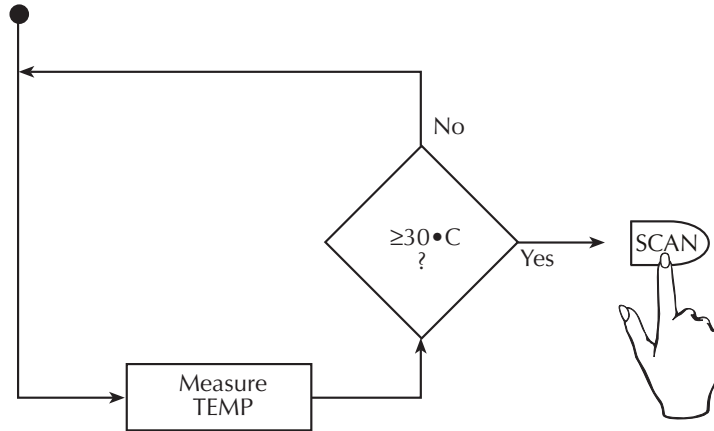 No
≥30•C
?
Yes
SCAN
Measure
TEMP